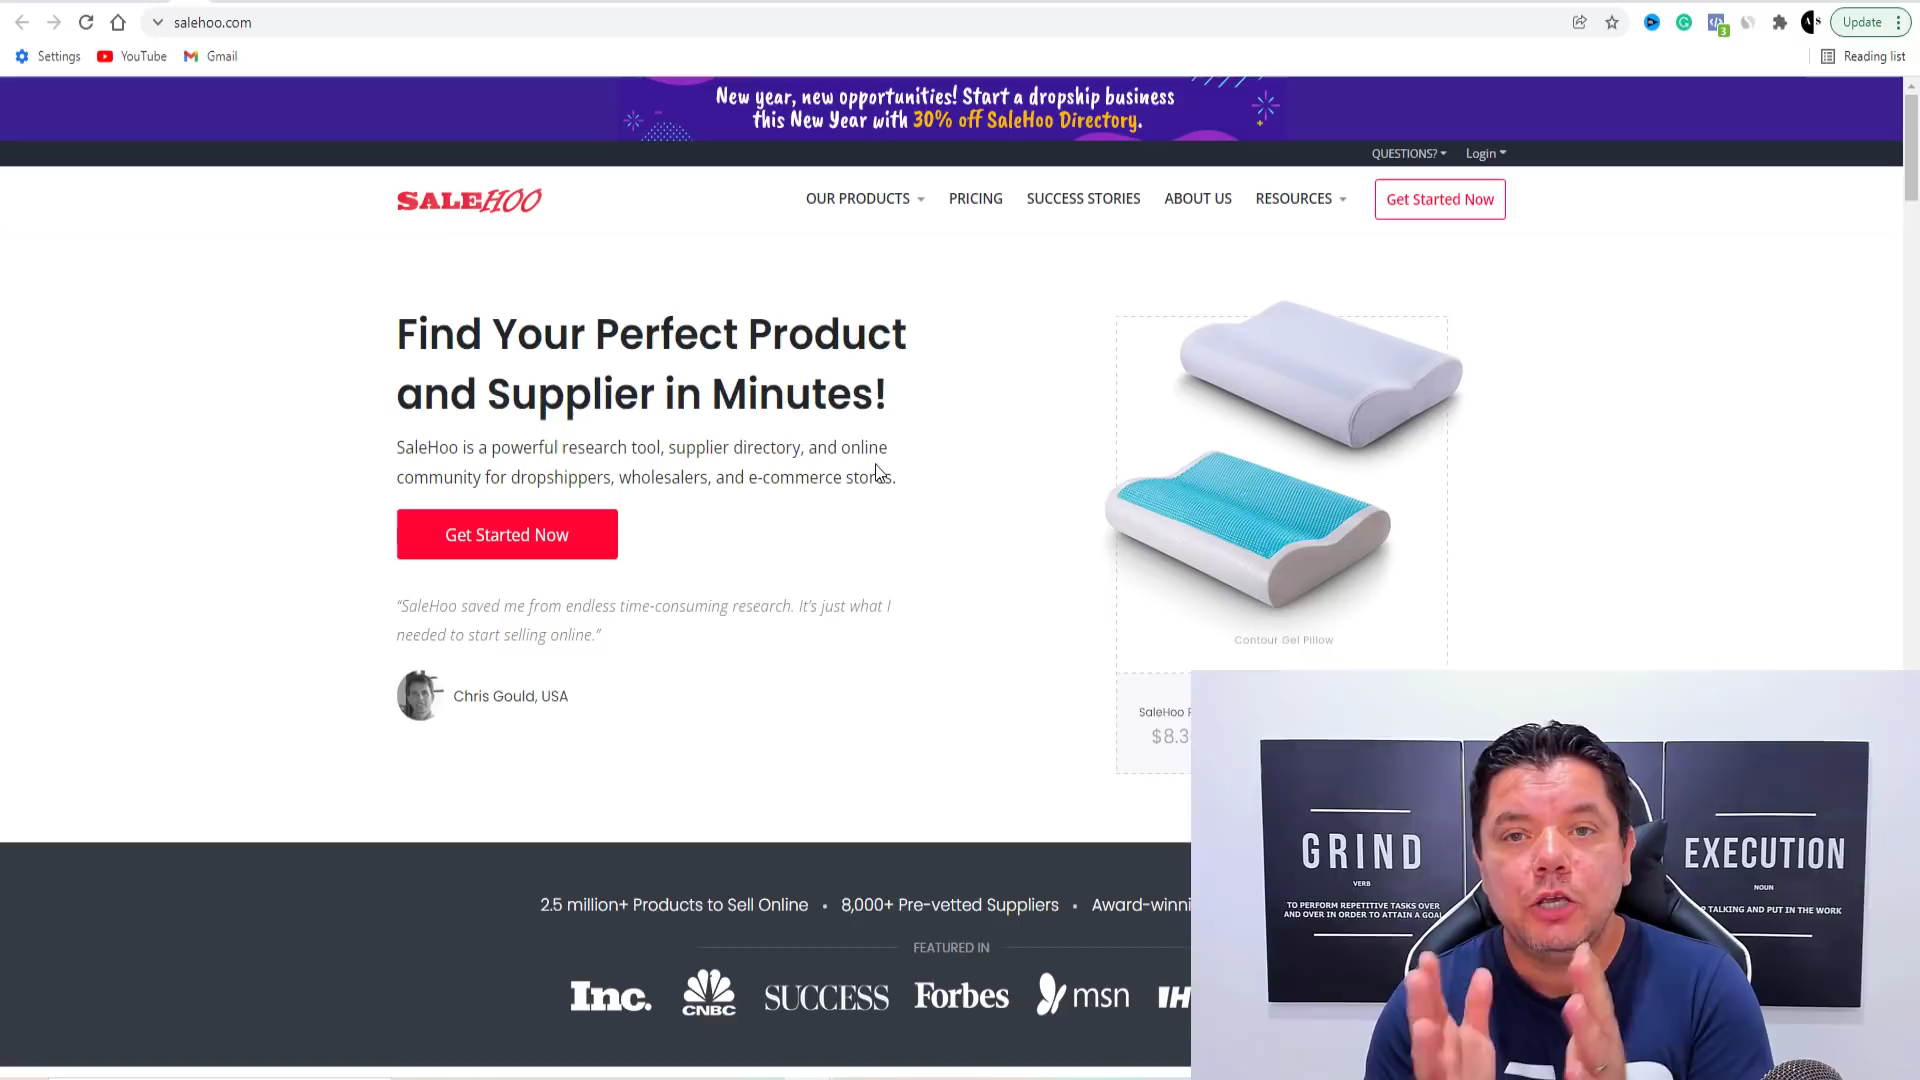 salehoo.com
Update
Settings
YouTube
Gmail
Reading list
New year, new opportunities! Start a dropship business
this New Year with 30% off SaleHoo Directory.
QUESTIONS?
Login
SALEHOO
OUR PRODUCTS
PRICING
SUCCESS STORIES
ABOUT US
RESOURCES
Get Started Now
Find Your Perfect Product
and Supplier in Minutes!
SaleHoo is a powerful research tool, supplier directory, and online
community for dropshippers, wholesalers, and e-commerce stores.
Get Started Now
“SaleHoo saved me from endless time-consuming research. It’s just what I
needed to start selling online.”
Chris Gould, USA
Contour Gel Pillow
SaleHoo
$8.3
2.5 million+ Products to Sell Online • 8,000+ Pre-vetted Suppliers • Award-winni
FEATURED IN
Inc.
CNBC
SUCCESS
Forbes
msn
GRIND
VERB
TO PERFORM REPETITIVE TASKS OVER
AND OVER IN ORDER TO ATTAIN A GOAL
EXECUTION
NOUN
TALKING AND PUT IN THE WORK